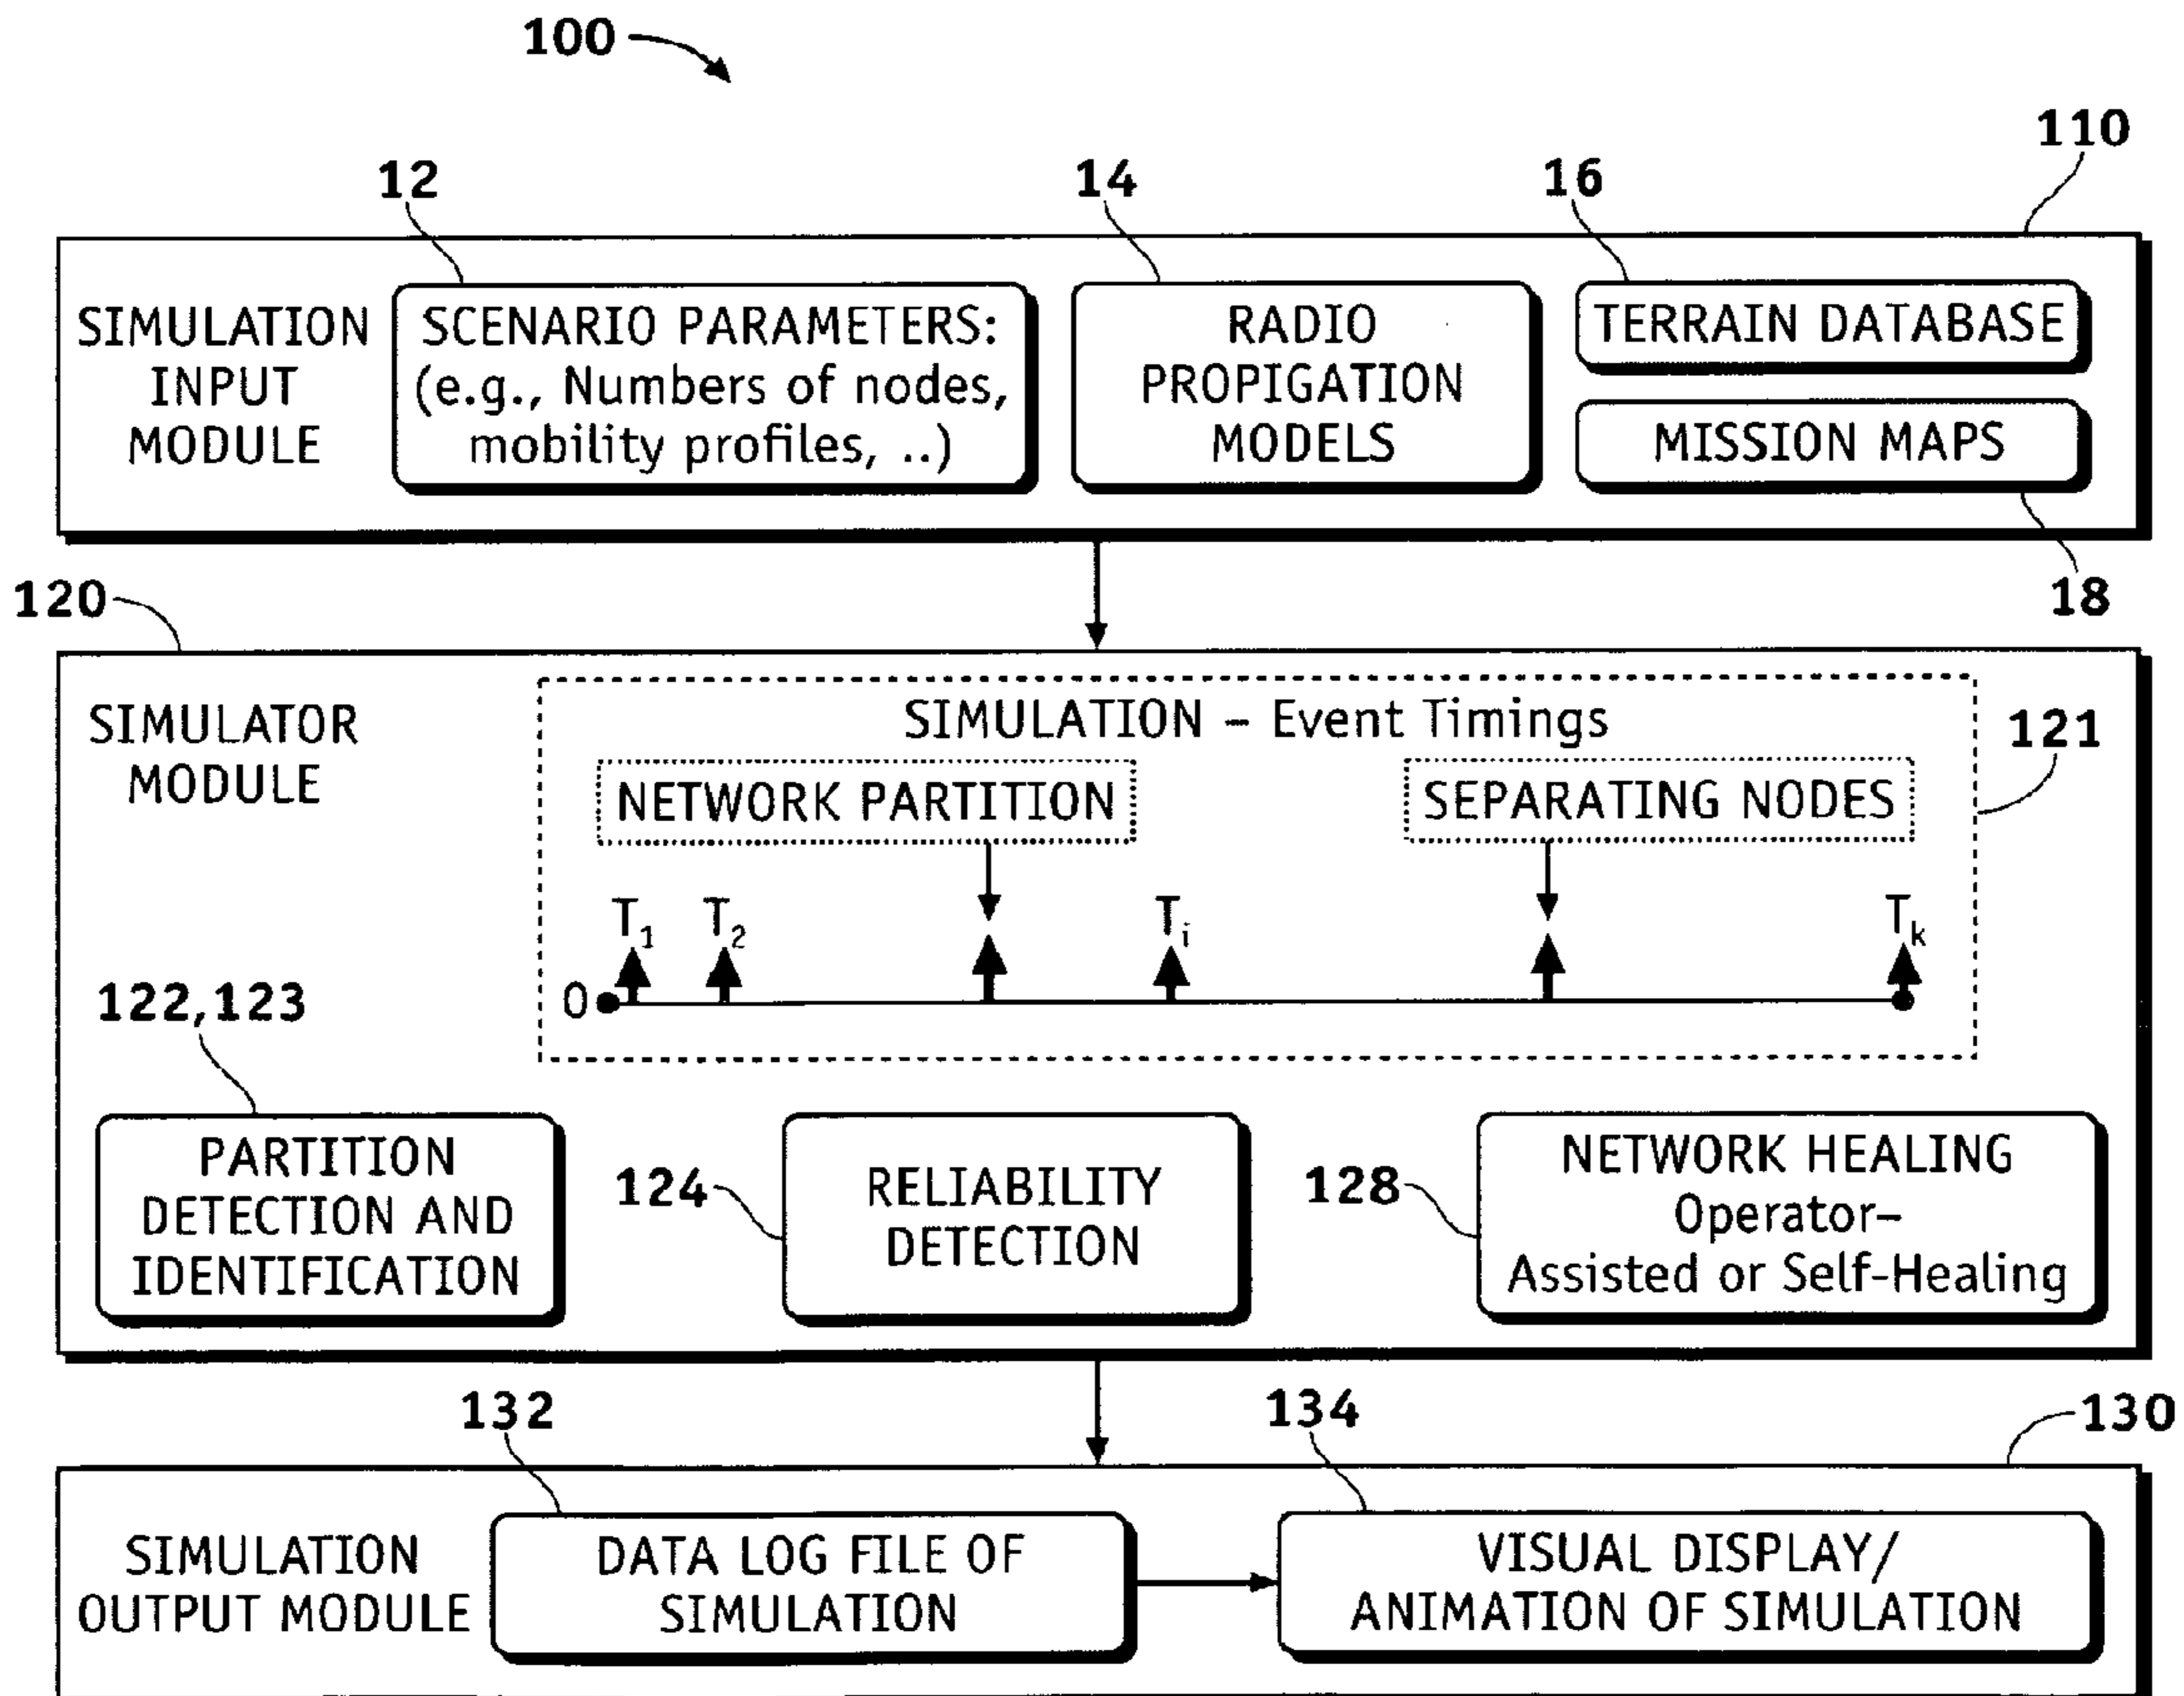 100
110
12
14
16
SIMULATION
INPUT
MODULE
SCENARIO PARAMETERS:
(e.g., Numbers of nodes,
mobility profiles, ..)
RADIO
PROPIGATION
MODELS
TERRAIN DATABASE
MISSION MAPS
18
120
SIMULATOR
MODULE
SIMULATION – Event Timings
121
NETWORK PARTITION
SEPARATING NODES
T1 T2 Ti Tk
0
122,123
PARTITION
DETECTION AND
IDENTIFICATION
124
RELIABILITY
DETECTION
128
NETWORK HEALING
Operator–
Assisted or Self-Healing
132
134
130
SIMULATION
OUTPUT MODULE
DATA LOG FILE OF
SIMULATION
VISUAL DISPLAY/
ANIMATION OF SIMULATION